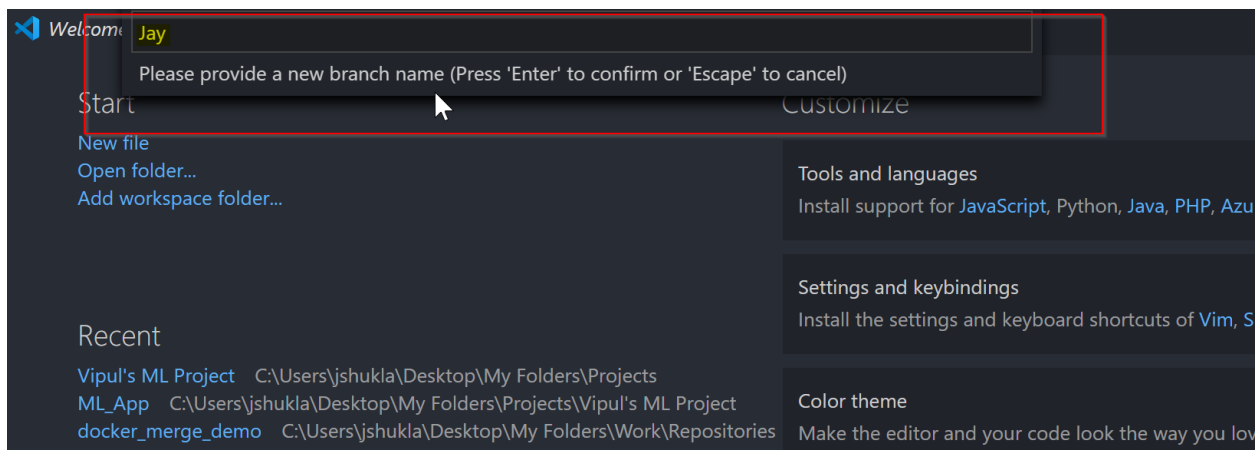 Welcome
Jay
Please provide a new branch name (Press 'Enter' to confirm or 'Escape' to cancel)
Start
New file
Open folder...
Add workspace folder...
Recent
Vipul's ML Project C:\Users\jshukla\Desktop\My Folders\Projects
ML_App C:\Users\jshukla\Desktop\My Folders\Projects\Vipul's ML Project
docker_merge_demo C:\Users\jshukla\Desktop\My Folders\Work\Repositories
Customize
Tools and languages
Install support for JavaScript, Python, Java, PHP, Azu
Settings and keybindings
Install the settings and keyboard shortcuts of Vim, S
Color theme
Make the editor and your code look the way you lov